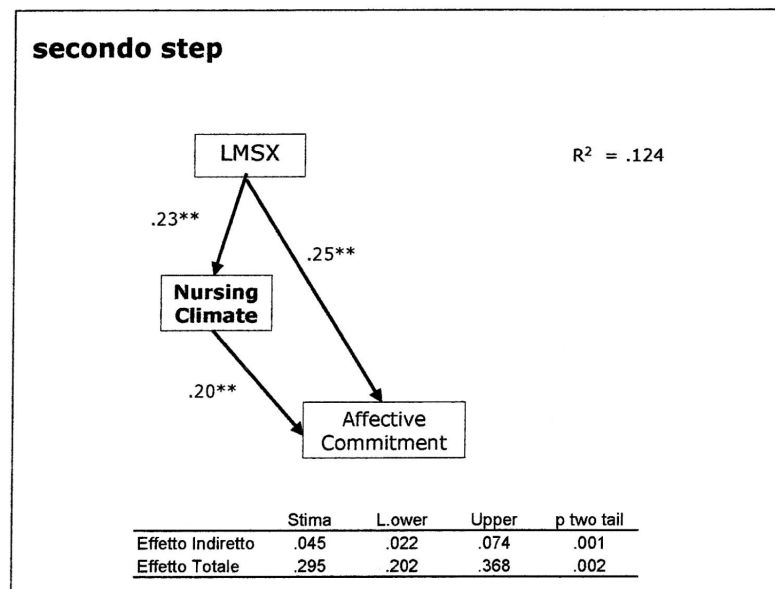 secondo step
LMSX
R² = .124
.23**
.25**
Nursing
Climate
.20**
Affective
Commitment
Stima L.ower Upper p two tail
Effetto Indiretto .045 .022 .074 .001
Effetto Totale .295 .202 .368 .002